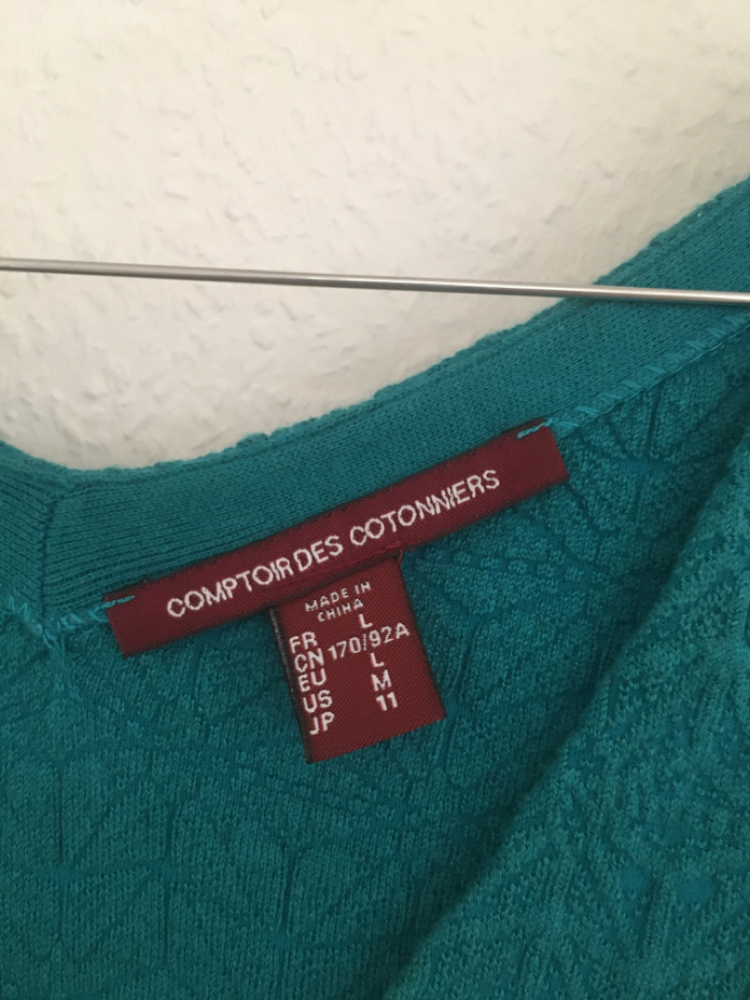 COMPTOIR DES COTONNIERS
MADE IN
CHINA
FR L
CN 170/92A
EU L
US M
JP 11